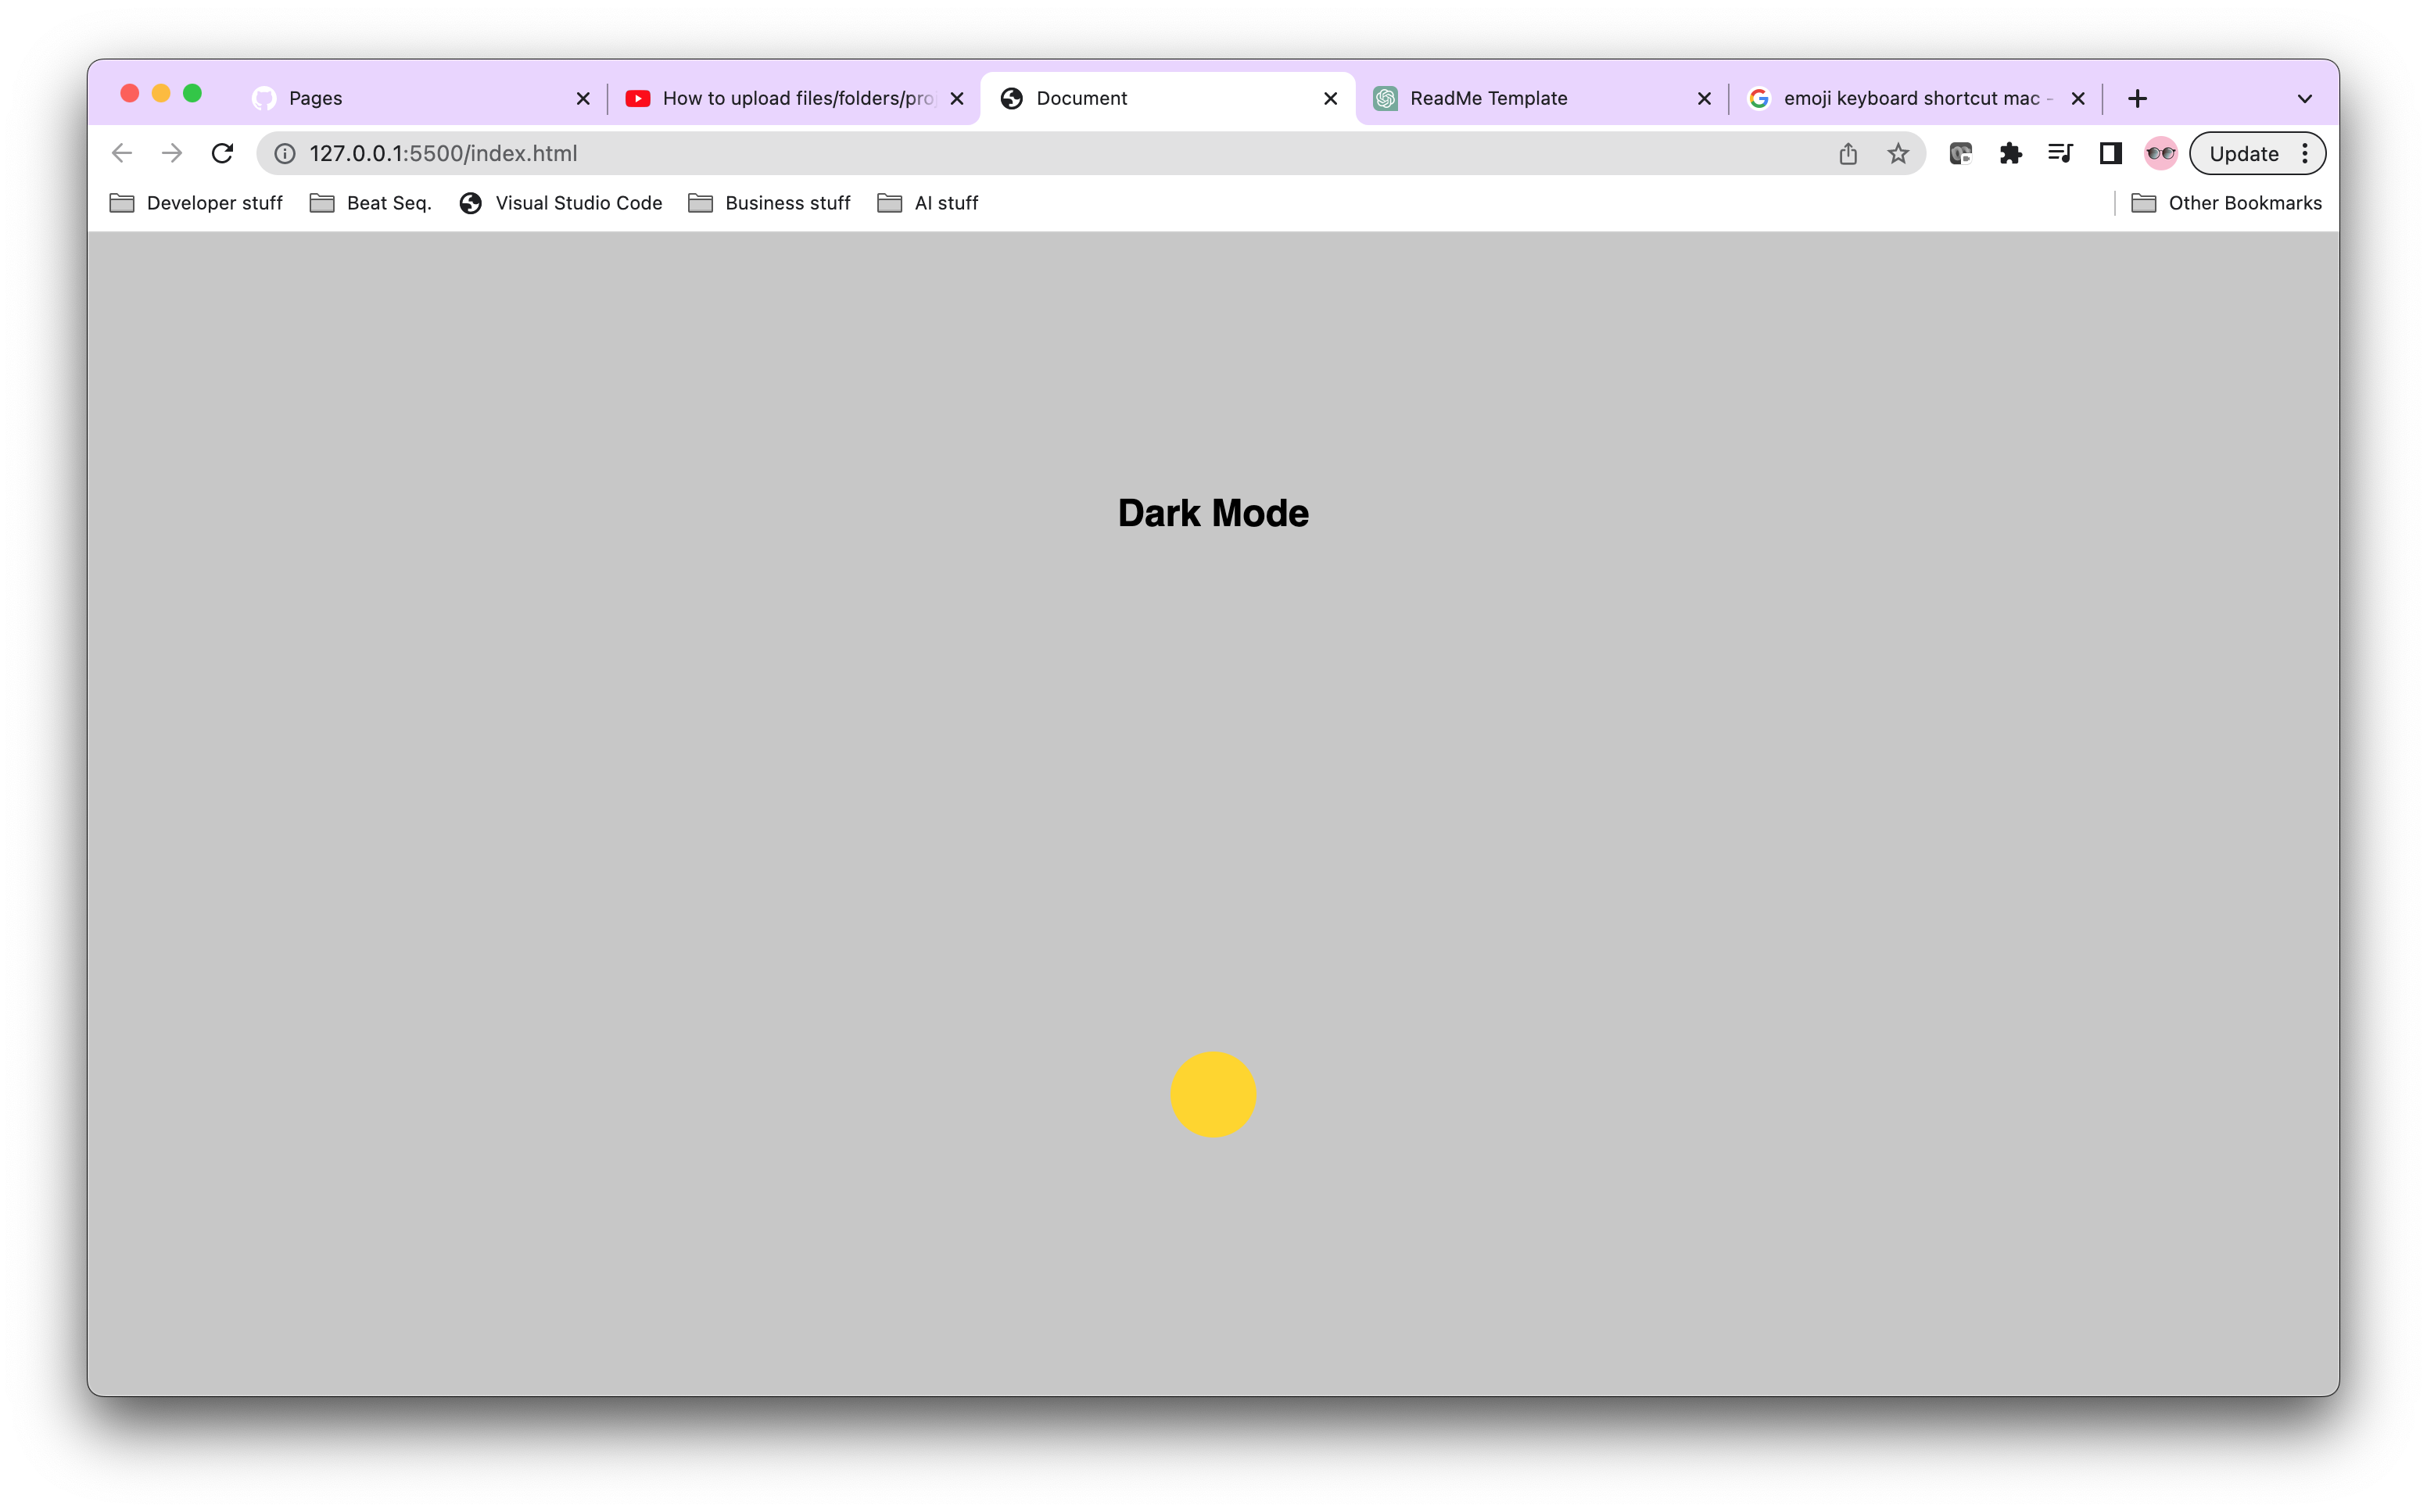 Pages
How to upload files/folders/pro
Document
ReadMe Template
emoji keyboard shortcut mac -
127.0.0.1:5500/index.html
Update
Developer stuff
Beat Seq.
Visual Studio Code
Business stuff
AI stuff
Other Bookmarks
Dark Mode